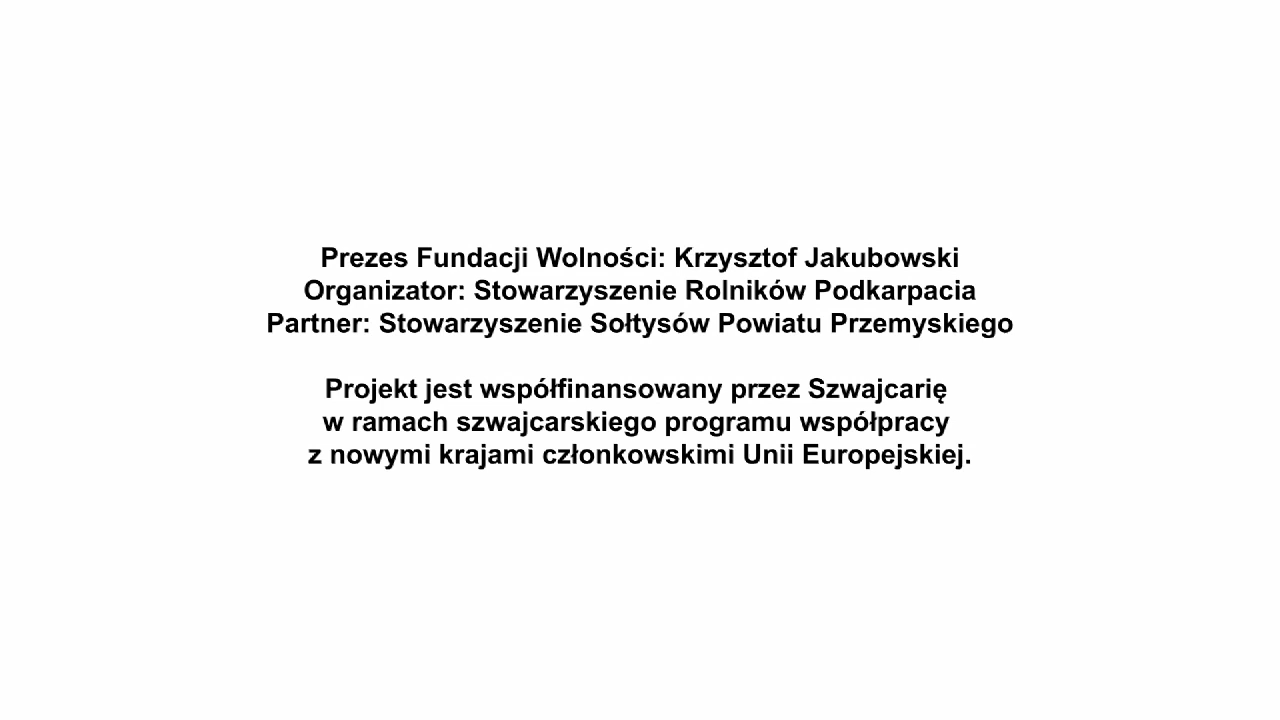 Prezes Fundacji Wolności: Krzysztof Jakubowski
Organizator: Stowarzyszenie Rolników Podkarpacia
Partner: Stowarzyszenie Sołtysów Powiatu Przemyskiego
Projekt jest współfinansowany przez Szwajcarię
w ramach szwajcarskiego programu współpracy
z nowymi krajami członkowskimi Unii Europejskiej.